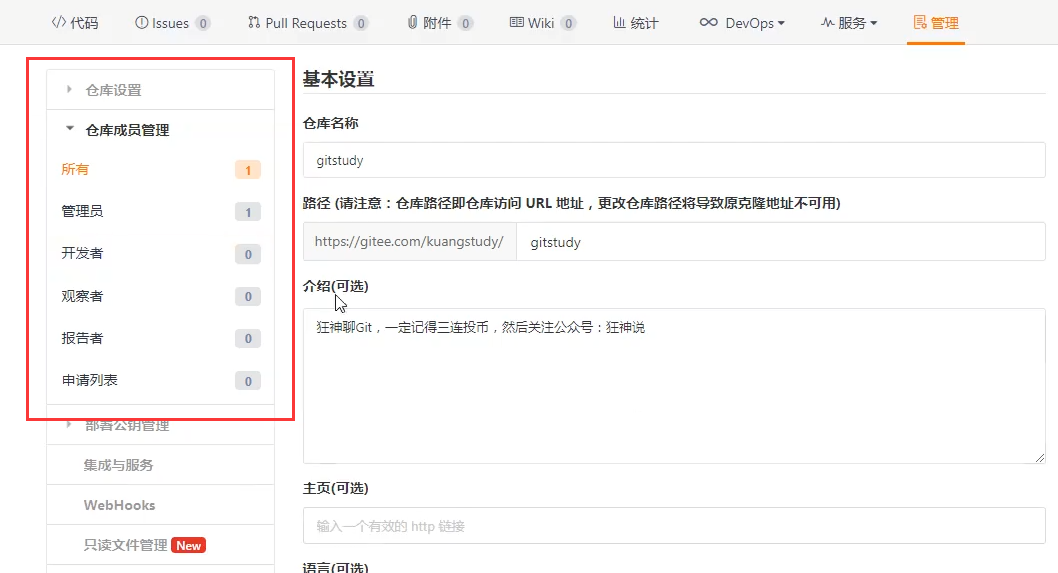 代码 Issues 0 Pull Requests 0 附件 0 Wiki 0 统计 DevOps 服务 管理
仓库设置
仓库成员管理
所有 1
管理员 1
开发者 0
观察者 0
报告者 0
申请列表 0
部署公钥管理
集成与服务
WebHooks
只读文件管理 New
基本设置
仓库名称
gitstudy
路径 (请注意：仓库路径即仓库访问 URL 地址，更改仓库路径将导致原克隆地址不可用)
https://gitee.com/kuangstudy/ gitstudy
介绍(可选)
狂神聊Git，一定记得三连投币，然后关注公众号：狂神说
主页(可选)
输入一个有效的 http 链接
语言(可选)